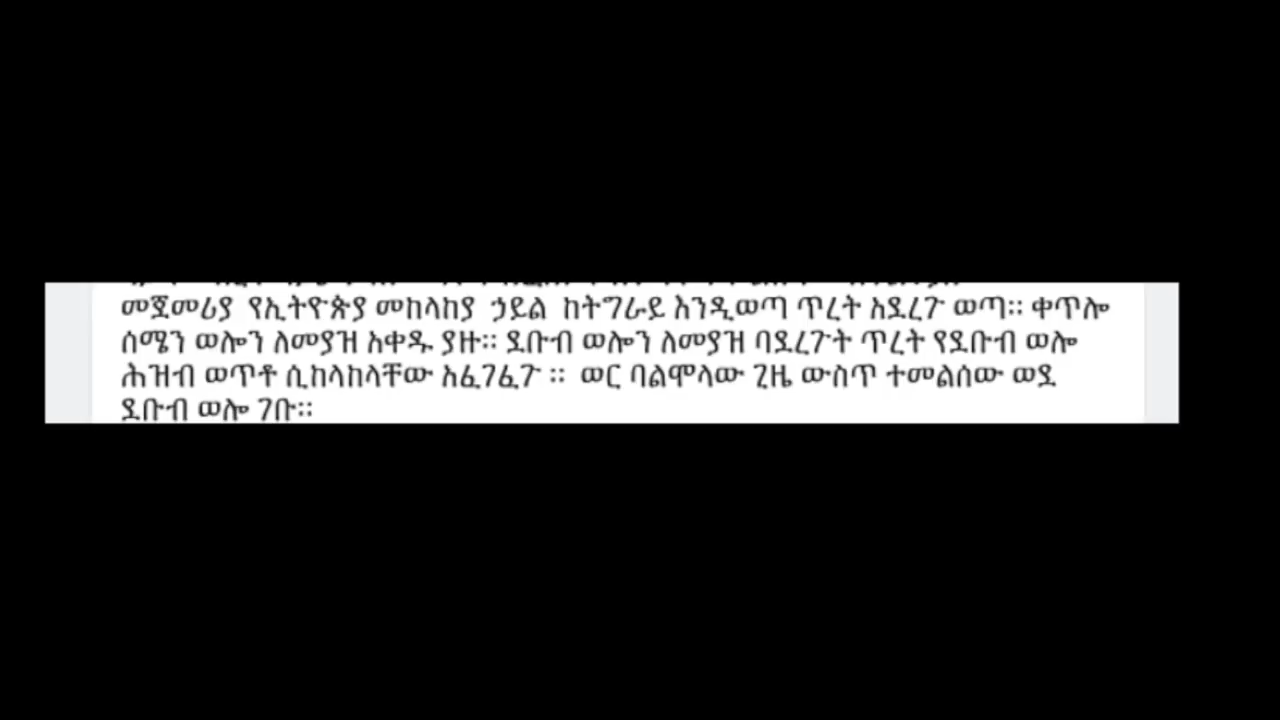 መጀመሪያ የኢትዮጵያ መከላከያ ኃይል ከትግራይ እንዲወጣ ጥረት አደረጉ ወጣ። ቀጥሎ
ሰሜን ወሎን ለመያዝ አቀዱ ያዙ። ደቡብ ወሎን ለመያዝ ባደረጉት ጥረት የደቡብ ወሎ
ሕዝብ ወጥቶ ሲከላከላቸው አፈገፈጉ ። ወር ባልሞላው ጊዜ ውስጥ ተመልሰው ወደ
ደቡብ ወሎ ገቡ።